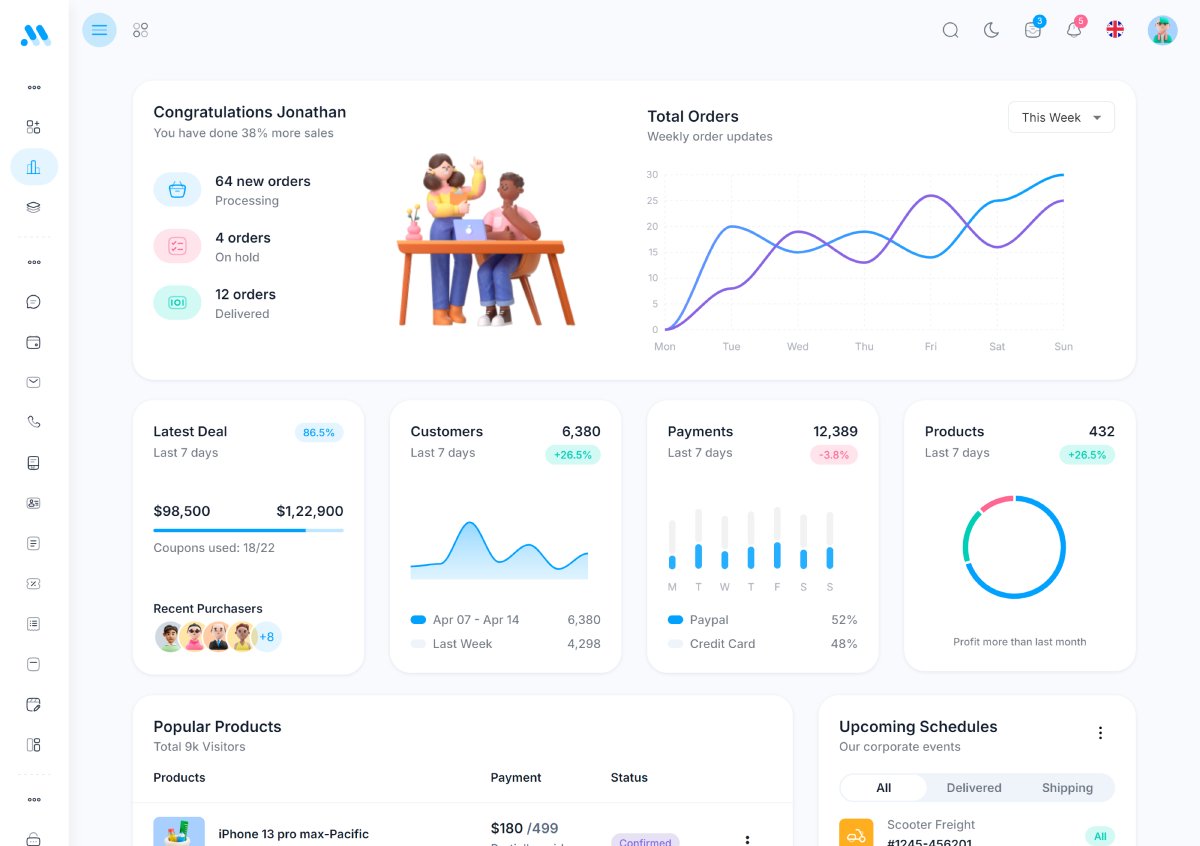 3
5
Congratulations Jonathan
You have done 38% more sales
64 new orders
Processing
4 orders
On hold
12 orders
Delivered
Total Orders
Weekly order updates
This Week
30
25
20
15
10
5
0
Mon Tue Wed Thu Fri Sat Sun
Latest Deal 86.5%
Last 7 days
$98,500 $1,22,900
Coupons used: 18/22
Recent Purchasers
+8
Customers 6,380
Last 7 days +26.5%
Apr 07 - Apr 14 6,380
Last Week 4,298
Payments 12,389
Last 7 days -3.8%
M T W T F S S
Paypal 52%
Credit Card 48%
Products 432
Last 7 days +26.5%
Profit more than last month
Popular Products
Total 9k Visitors
Products Payment Status
iPhone 13 pro max-Pacific $180 /499
Confirmed
Upcoming Schedules
Our corporate events
All Delivered Shipping
Scooter Freight
#1245-456201
All